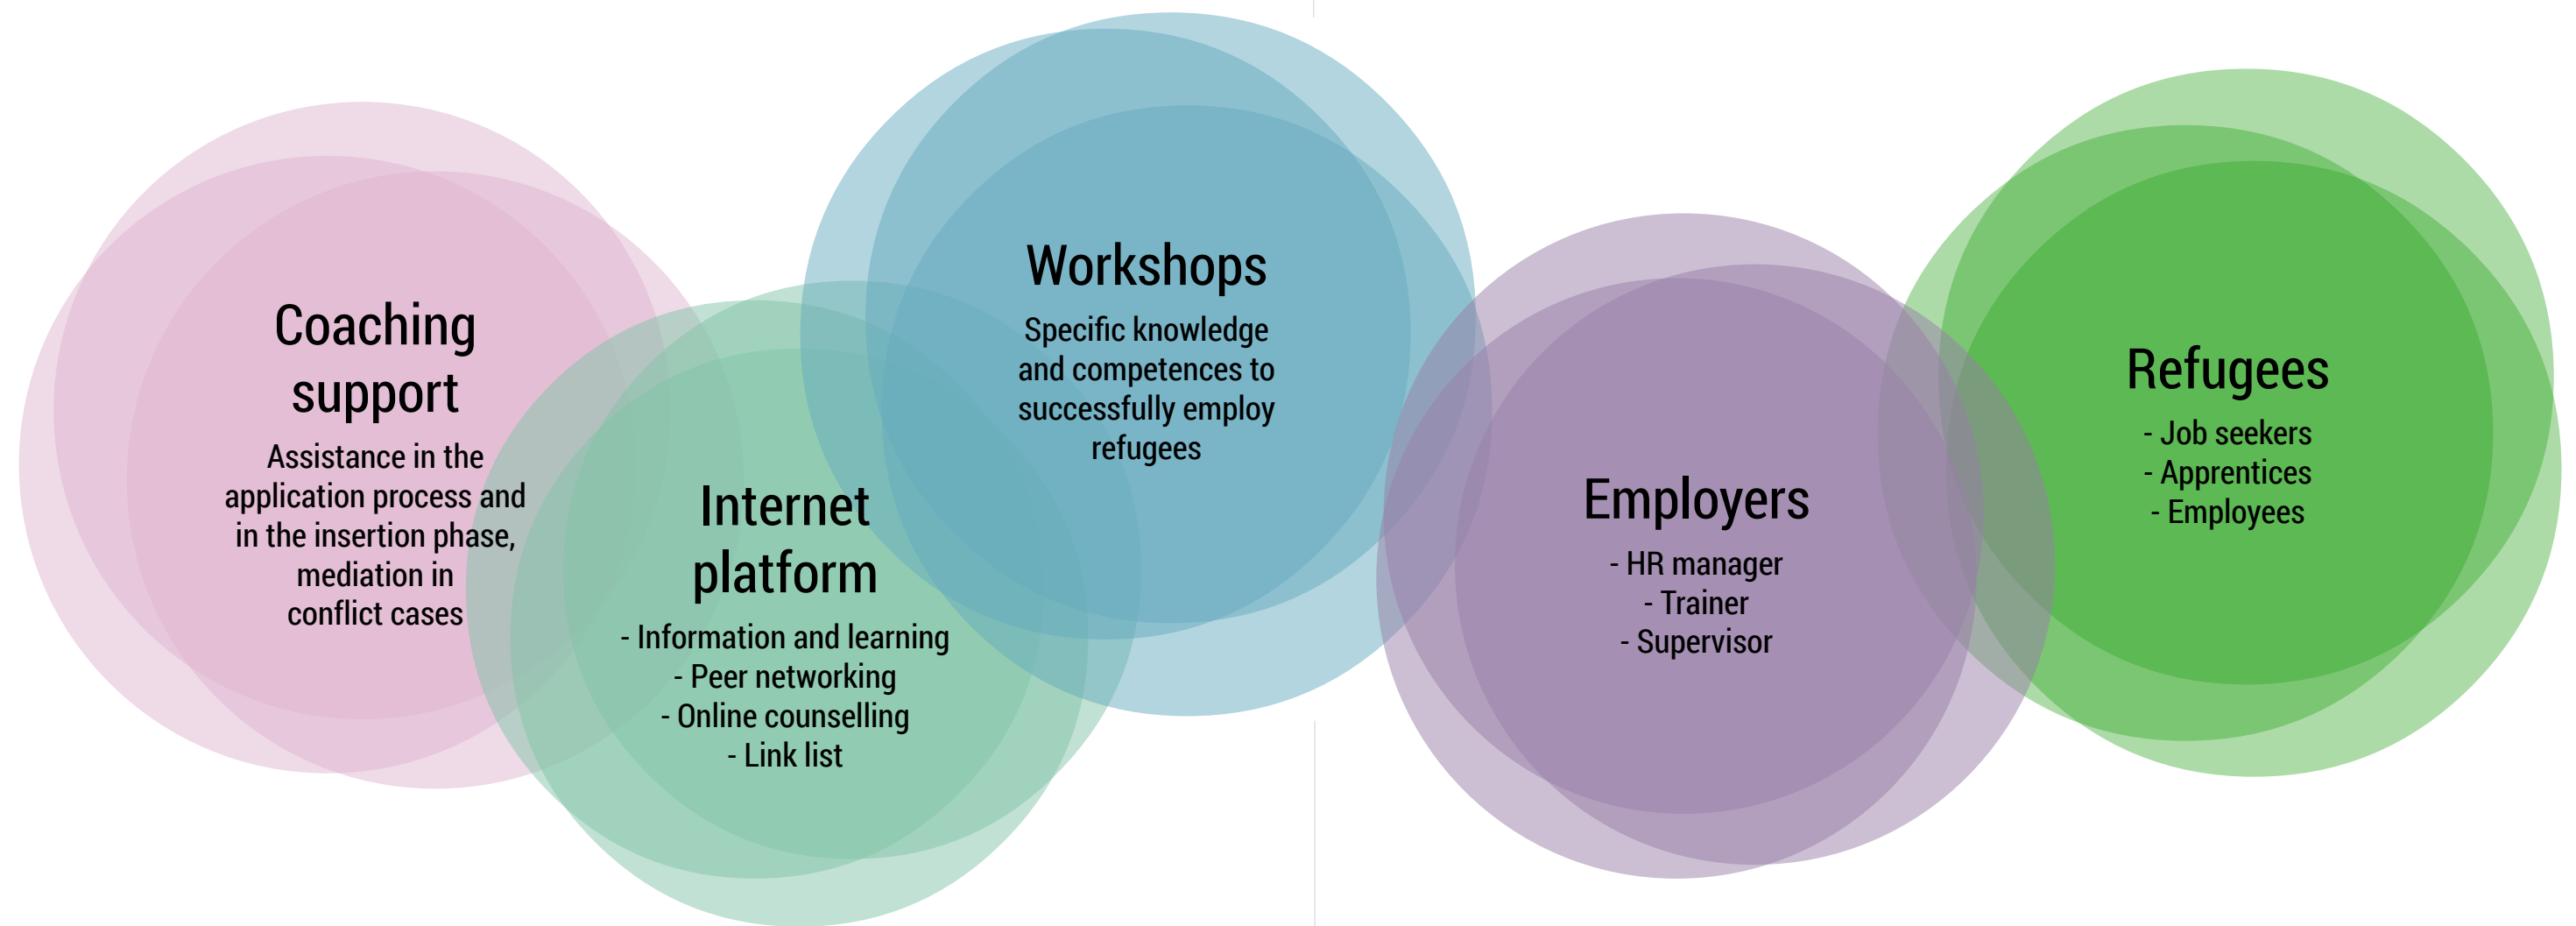 Coaching
support
Assistance in the
application process and
in the insertion phase,
mediation in
conflict cases
Internet
platform
- Information and learning
- Peer networking
- Online counselling
- Link list
Workshops
Specific knowledge
and competences to
successfully employ
refugees
Employers
- HR manager
- Trainer
- Supervisor
Refugees
- Job seekers
- Apprentices
- Employees